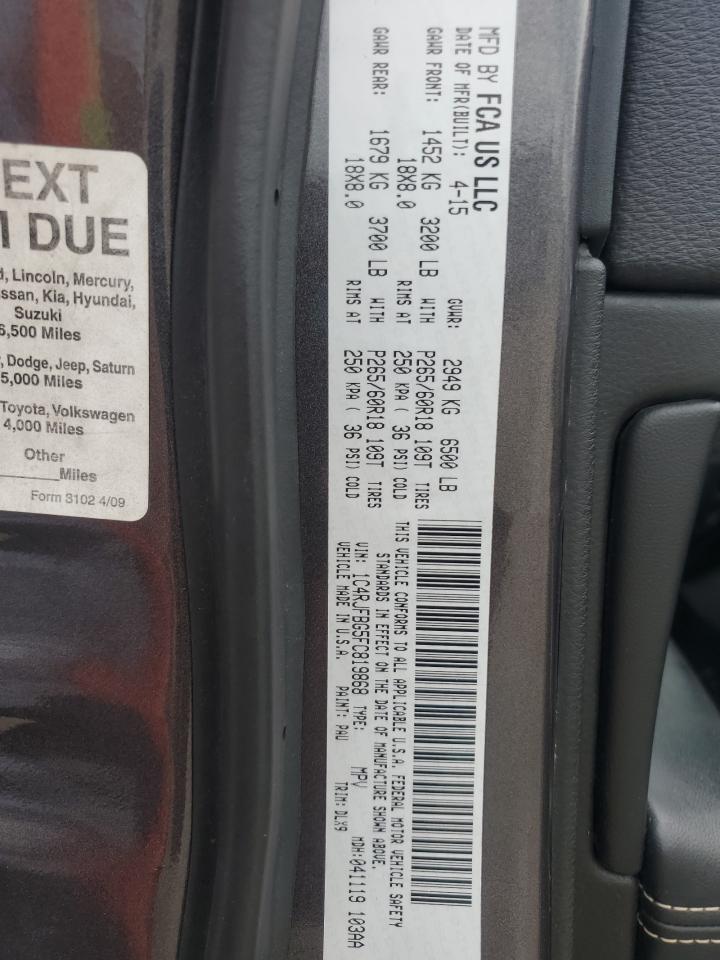 MFD BY FCA US LLC
DATE OF MFR(BUILT): 4-15 GVWR: 2949 KG 6500 LB
GAWR FRONT: 1452 KG 3200 LB WITH P265/60R18 109T TIRES
18X8.0 RIMS AT 250 KPA ( 36 PSI) COLD
GAWR REAR: 1679 KG 3700 LB WITH P265/60R18 109T TIRES
18X8.0 RIMS AT 250 KPA ( 36 PSI) COLD
THIS VEHICLE CONFORMS TO ALL APPLICABLE U.S.A. FEDERAL MOTOR VEHICLE SAFETY
STANDARDS IN EFFECT ON THE DATE OF MANUFACTURE SHOWN ABOVE.
VIN: 1C4RJFBG5FC819868 TYPE: MPV MDH:041119 103AA
VEHICLE MADE IN U.S.A. PAINT: PAU TRIM: DLX9
EXT
DUE
Lincoln, Mercury,
Kia, Hyundai,
Suzuki
6,500 Miles
Dodge, Jeep, Saturn
5,000 Miles
Toyota, Volkswagen
4,000 Miles
Other
______Miles
Form 3102 4/09